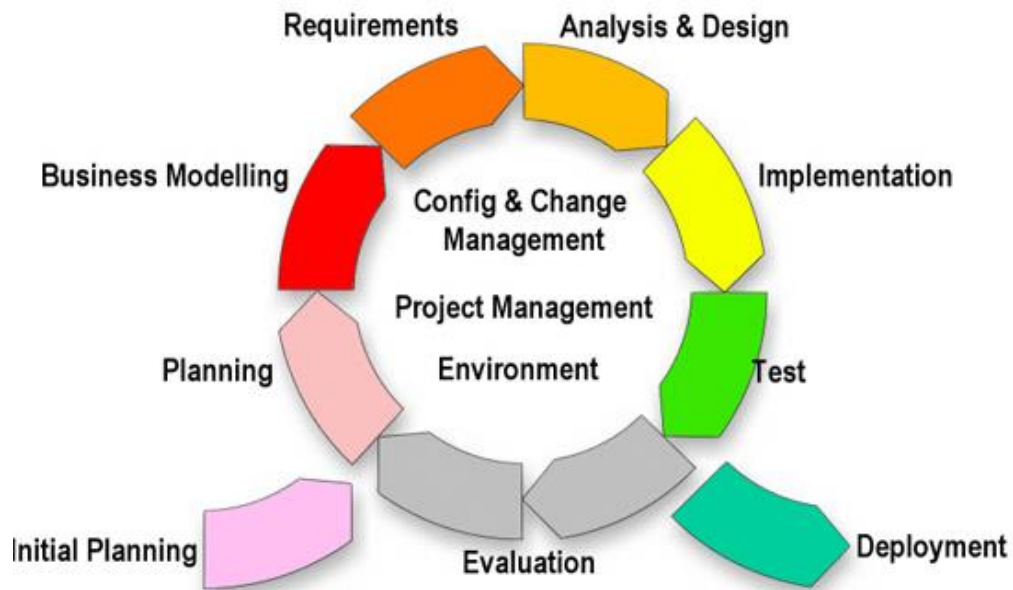 Requirements
Analysis & Design
Business Modelling
Implementation
Config & Change
Management
Project Management
Planning
Environment
Test
Initial Planning
Evaluation
Deployment